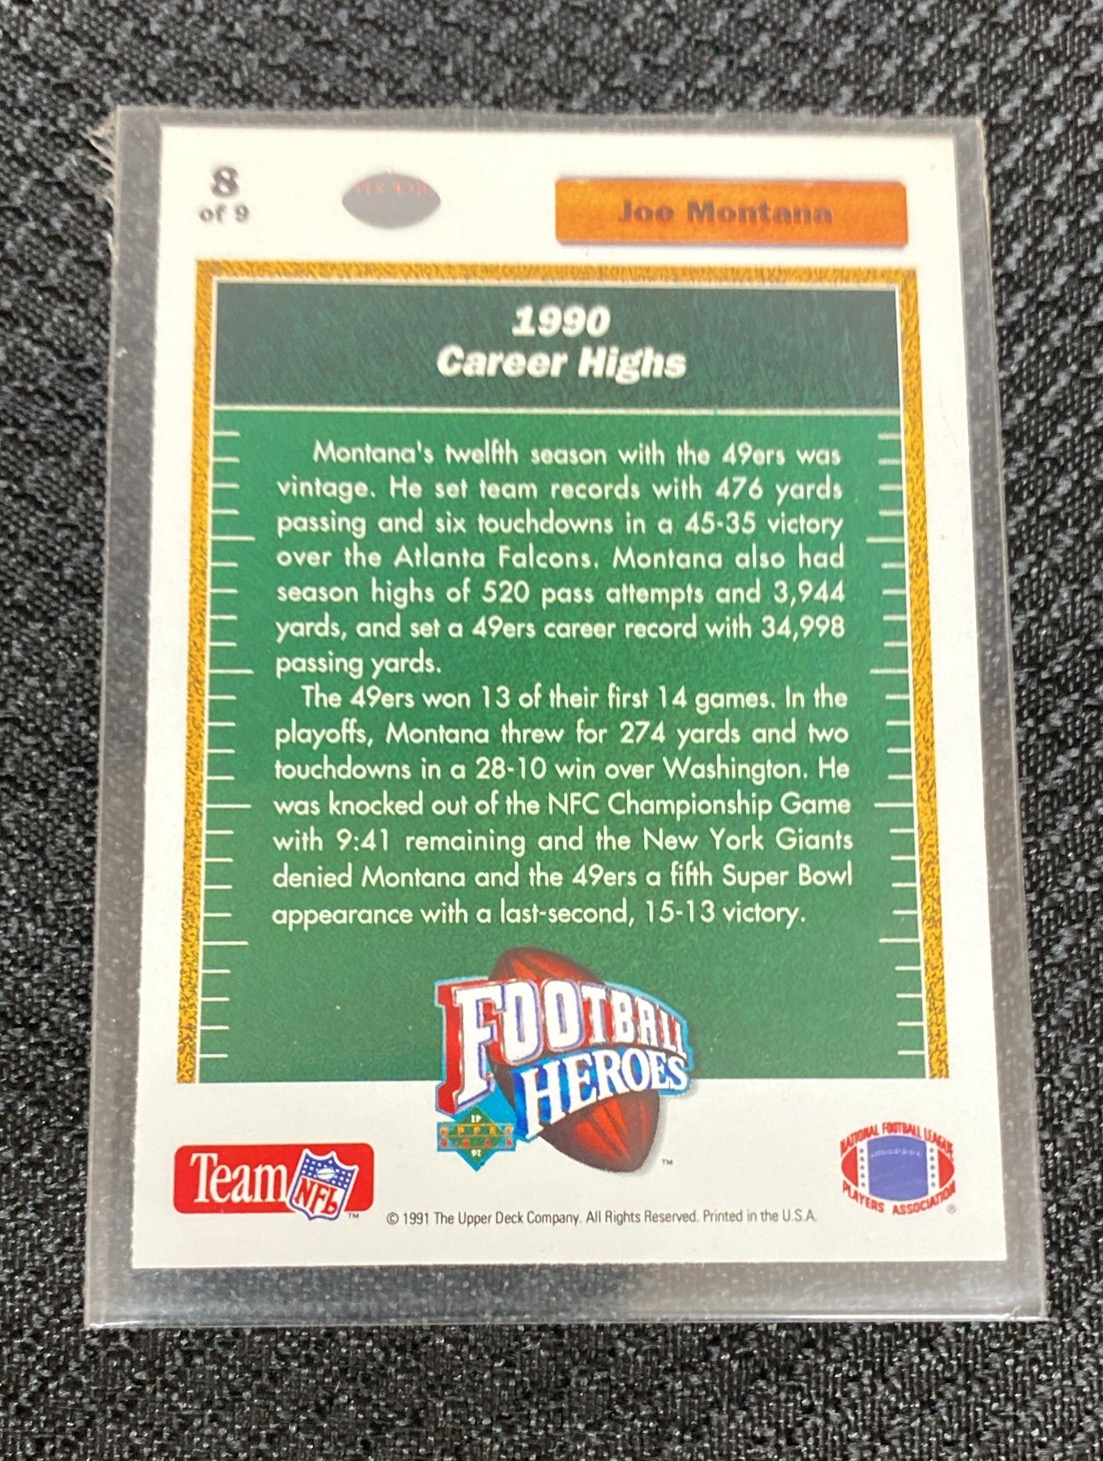 8
of 9
Joe Montana
1990
Career Highs
Montana's twelfth season with the 49ers was
vintage. He set team records with 476 yards
passing and six touchdowns in a 45-35 victory
over the Atlanta Falcons. Montana also had
season highs of 520 pass attempts and 3,944
yards, and set a 49ers career record with 34,998
passing yards.
The 49ers won 13 of their first 14 games. In the
playoffs, Montana threw for 274 yards and two
touchdowns in a 28-10 win over Washington. He
was knocked out of the NFC Championship Game
with 9:41 remaining and the New York Giants
denied Montana and the 49ers a fifth Super Bowl
appearance with a last-second, 15-13 victory.
FOOTBALL
HEROES
TM
Team NFL TM
© 1991 The Upper Deck Company. All Rights Reserved. Printed in the U.S.A.
NATIONAL FOOTBALL LEAGUE
PLAYERS ASSOCIATION ®